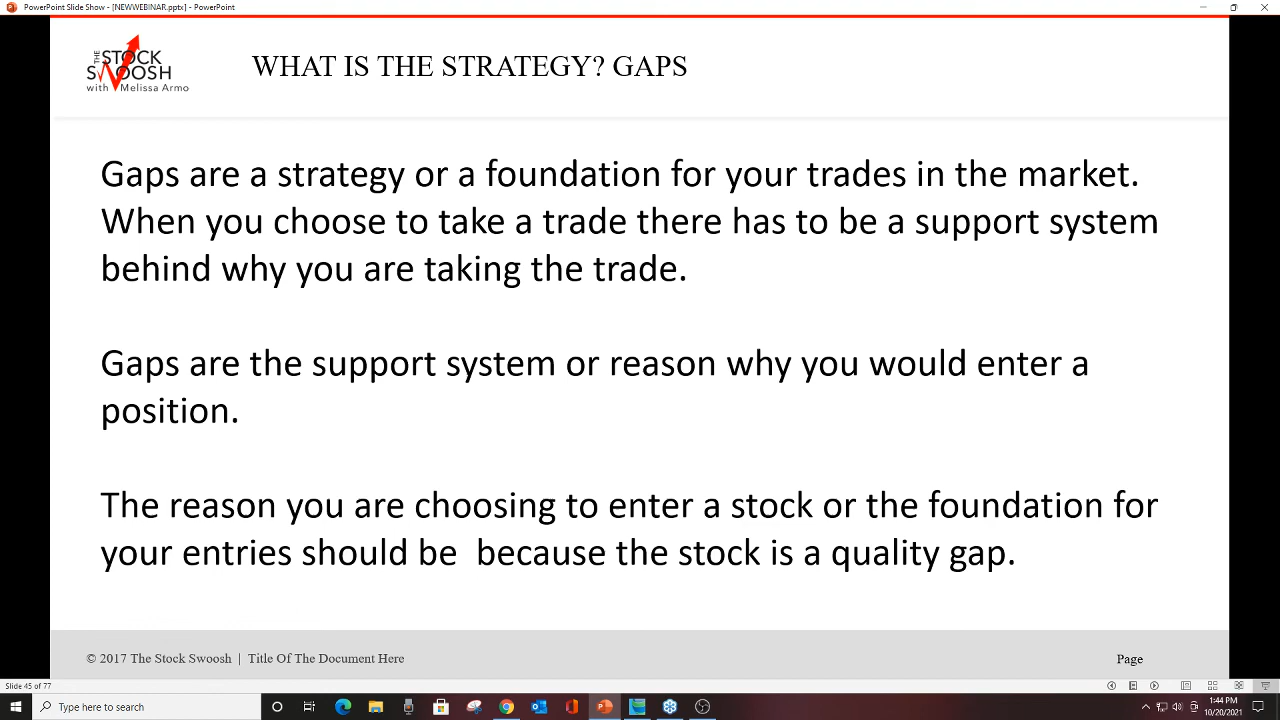 PowerPoint Slide Show - [NEWWEBINAR.pptx] - PowerPoint
THE STOCK
SWOOSH
with Melissa Armo
WHAT IS THE STRATEGY? GAPS
Gaps are a strategy or a foundation for your trades in the market.
When you choose to take a trade there has to be a support system
behind why you are taking the trade.
Gaps are the support system or reason why you would enter a
position.
The reason you are choosing to enter a stock or the foundation for
your entries should be  because the stock is a quality gap.
© 2017 The Stock Swoosh | Title Of The Document Here
Page
Slide 45 of 77
Type here to search
1:44 PM
10/20/2021